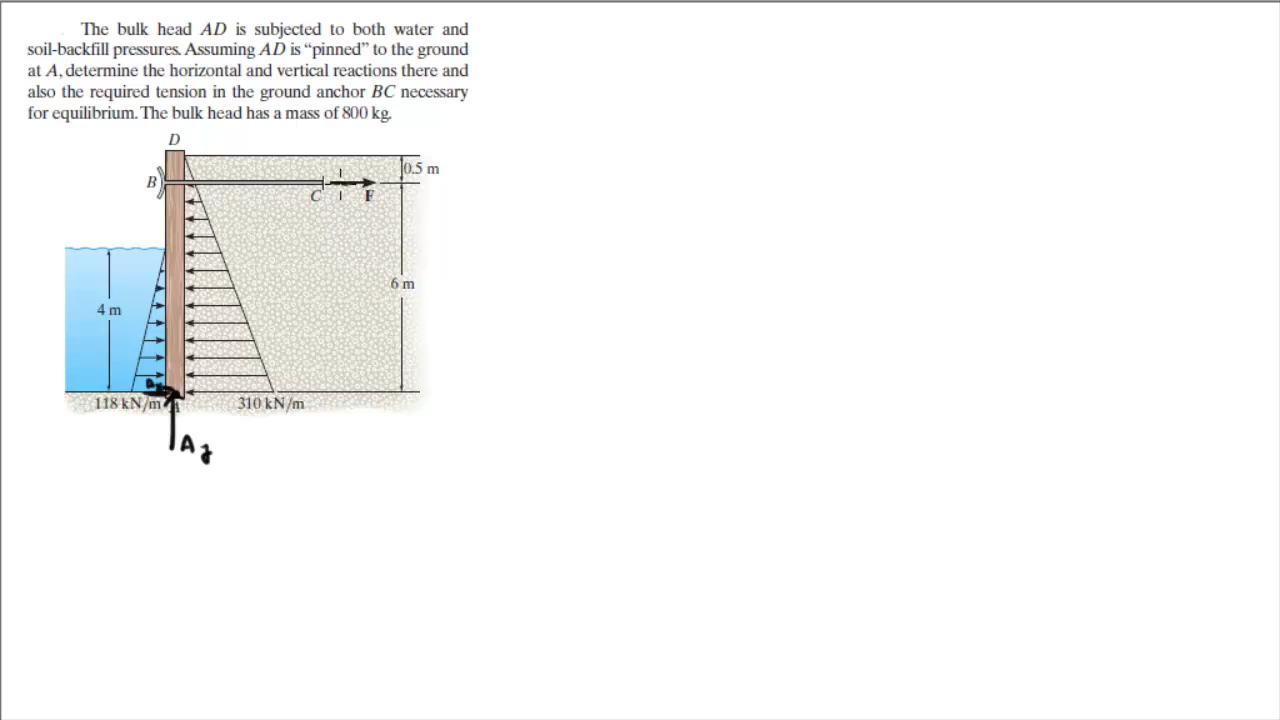 The bulk head AD is subjected to both water and
soil-backfill pressures. Assuming AD is “pinned” to the ground
at A, determine the horizontal and vertical reactions there and
also the required tension in the ground anchor BC necessary
for equilibrium. The bulk head has a mass of 800 kg.
D
0.5 m
B
C
F
6 m
4 m
118 kN/m
A
310 kN/m
Ay